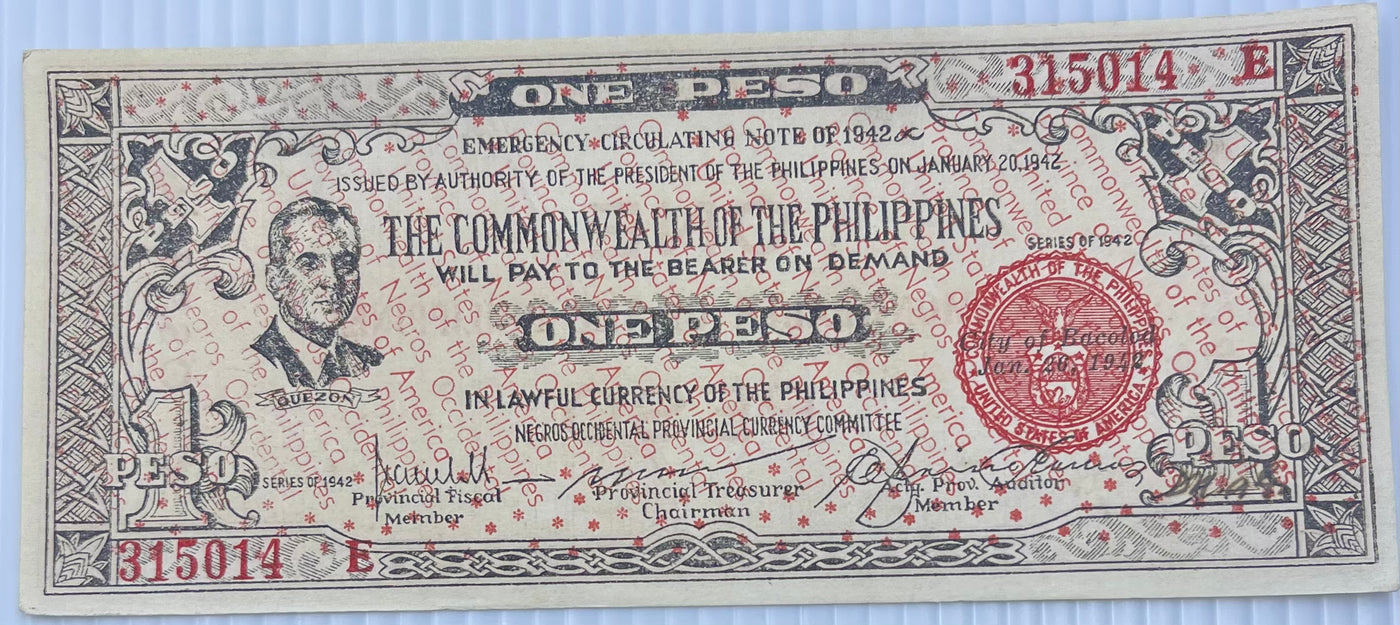 ONE PESO
315014 E
EMERGENCY CIRCULATING NOTE OF 1942
ISSUED BY AUTHORITY OF THE PRESIDENT OF THE PHILIPPINES ON JANUARY 20, 1942
THE COMMONWEALTH OF THE PHILIPPINES
SERIES OF 1942
WILL PAY TO THE BEARER ON DEMAND
ONE PESO
COMMONWEALTH OF THE PHILIPPINES
UNITED STATES OF AMERICA
City of Bacolod
Jan. 20, 1942
QUEZON
IN LAWFUL CURRENCY OF THE PHILIPPINES
NEGROS OCCIDENTAL PROVINCIAL CURRENCY COMMITTEE
1 PESO
1 PESO
SERIES OF 1942
Provincial Fiscal
Member
Provincial Treasurer
Chairman
Actg. Prov. Auditor
Member
315014 E